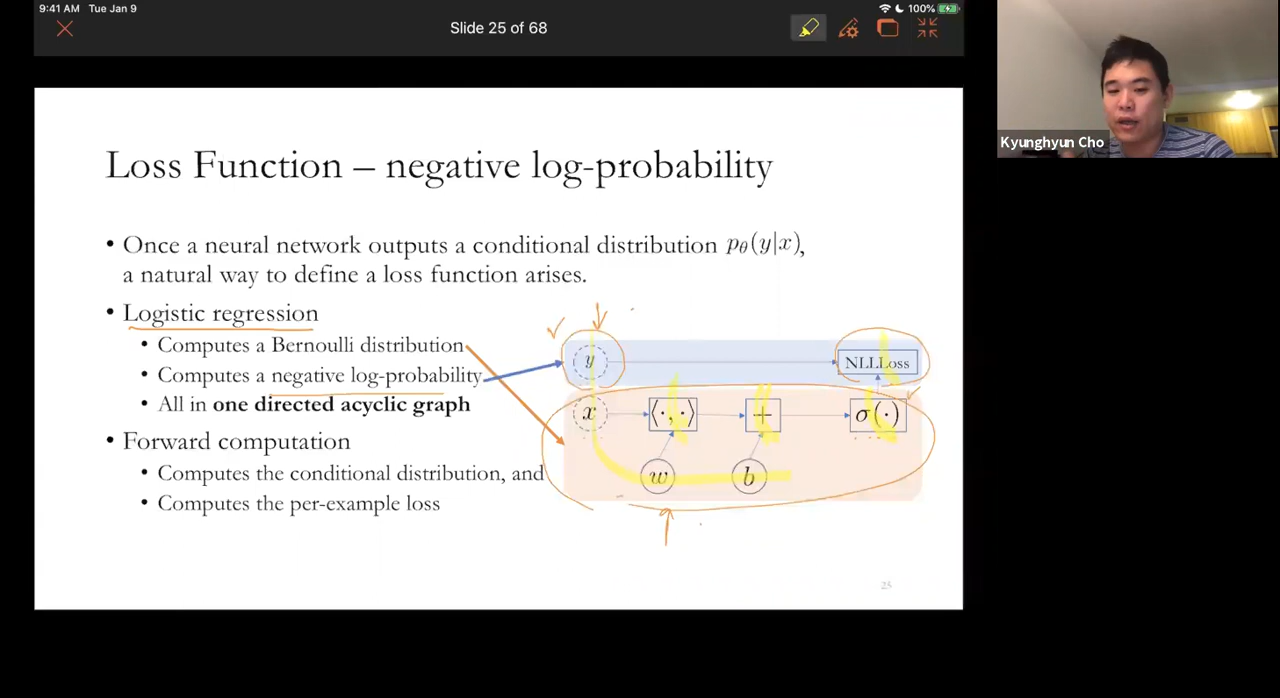 9:41 AM Tue Jan 9
100%
Slide 25 of 68
Kyunghyun Cho
Loss Function – negative log-probability
• Once a neural network outputs a conditional distribution pθ(y|x),
a natural way to define a loss function arises.
• Logistic regression
• Computes a Bernoulli distribution
• Computes a negative log-probability
• All in one directed acyclic graph
• Forward computation
• Computes the conditional distribution, and
• Computes the per-example loss
y NLLLoss
x ⟨·,·⟩ + σ(·)
w b
25